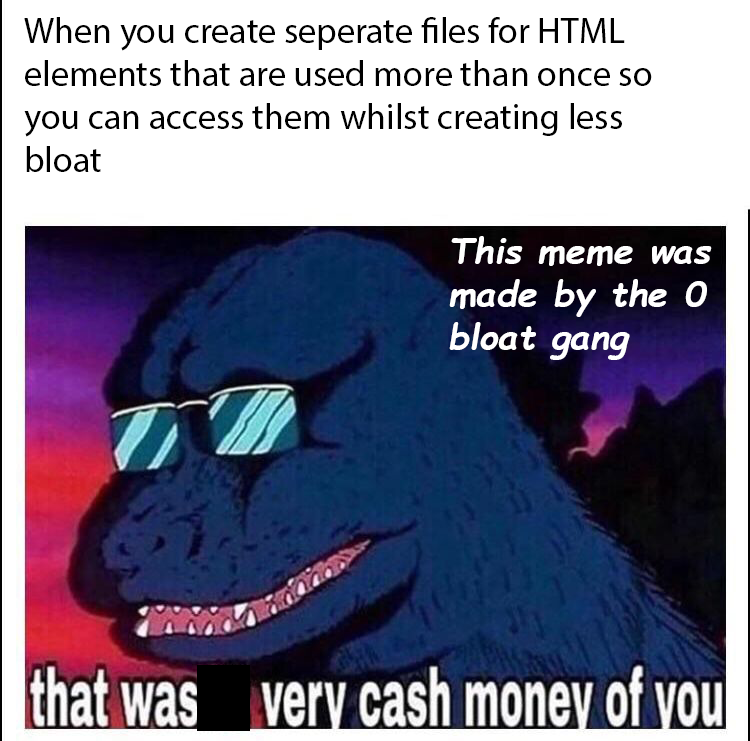 When you create seperate files for HTML
elements that are used more than once so
you can access them whilst creating less
bloat
This meme was
made by the 0
bloat gang
that was very cash money of you